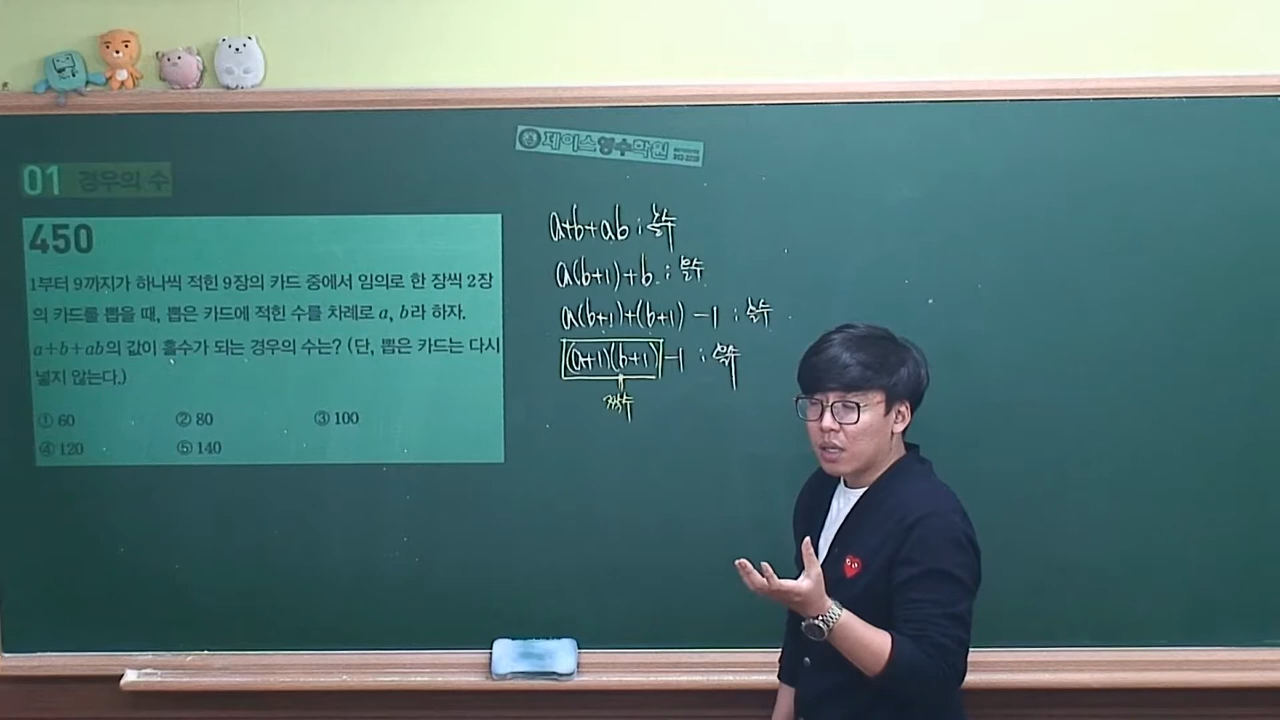 제이스영수학원
01 경우의 수
450
1부터 9까지가 하나씩 적힌 9장의 카드 중에서 임의로 한 장씩 2장
의 카드를 뽑을 때, 뽑은 카드에 적힌 수를 차례로 a, b라 하자.
a+b+ab의 값이 홀수가 되는 경우의 수는? (단, 뽑은 카드는 다시
넣지 않는다.)
① 60 ② 80 ③ 100
④ 120 ⑤ 140
a+b+ab : 홀수
a(b+1)+b : 홀수
a(b+1)+(b+1)-1 : 홀수
(a+1)(b+1)-1 : 홀수
짝수